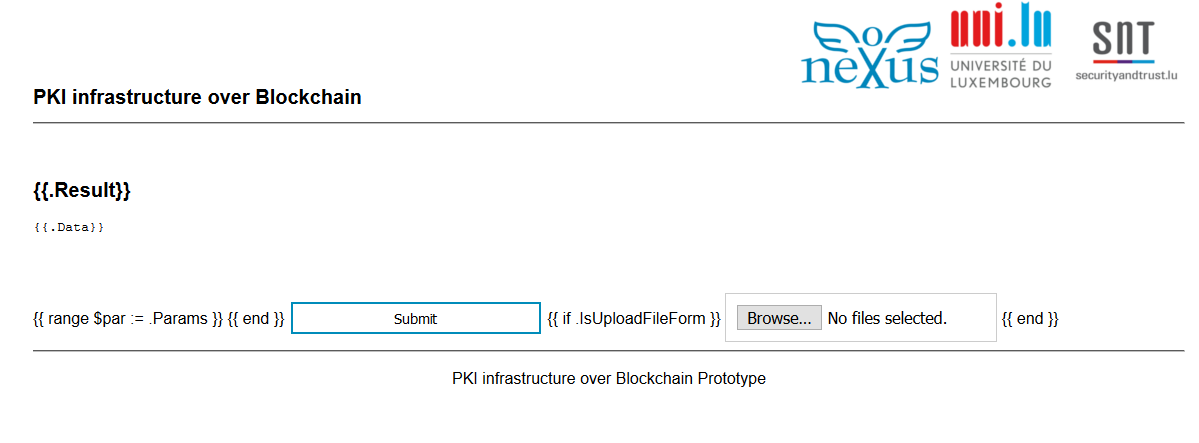 neXus
uni.lu
UNIVERSITÉ DU
LUXEMBOURG
SNT
securityandtrust.lu
PKI infrastructure over Blockchain
{{.Result}}
{{.Data}}
{{ range $par := .Params }} {{ end }} Submit {{ if .IsUploadFileForm }} Browse... No files selected. {{ end }}
PKI infrastructure over Blockchain Prototype